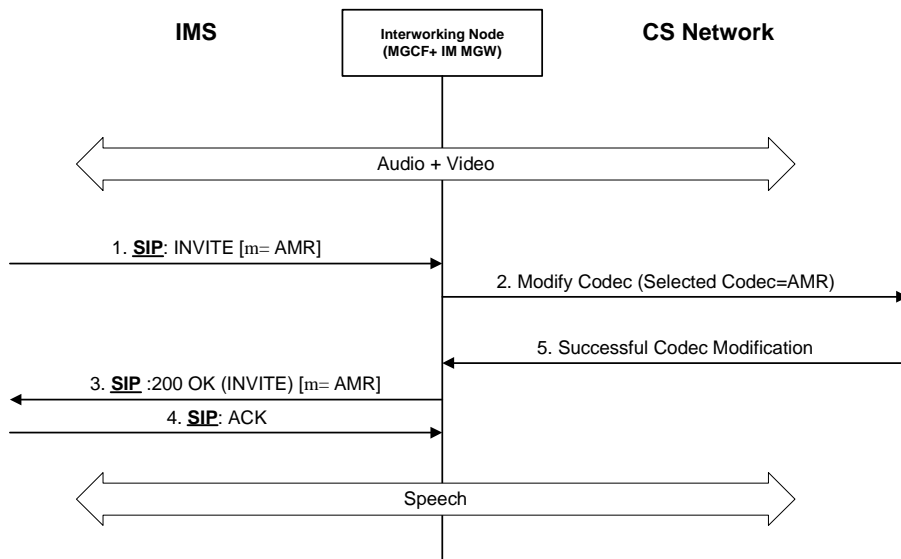 IMS
Interworking Node
(MGCF+ IM MGW)
CS Network
Audio + Video
1. SIP: INVITE [m= AMR]
2. Modify Codec (Selected Codec=AMR)
5. Successful Codec Modification
3. SIP :200 OK (INVITE) [m= AMR]
4. SIP: ACK
Speech